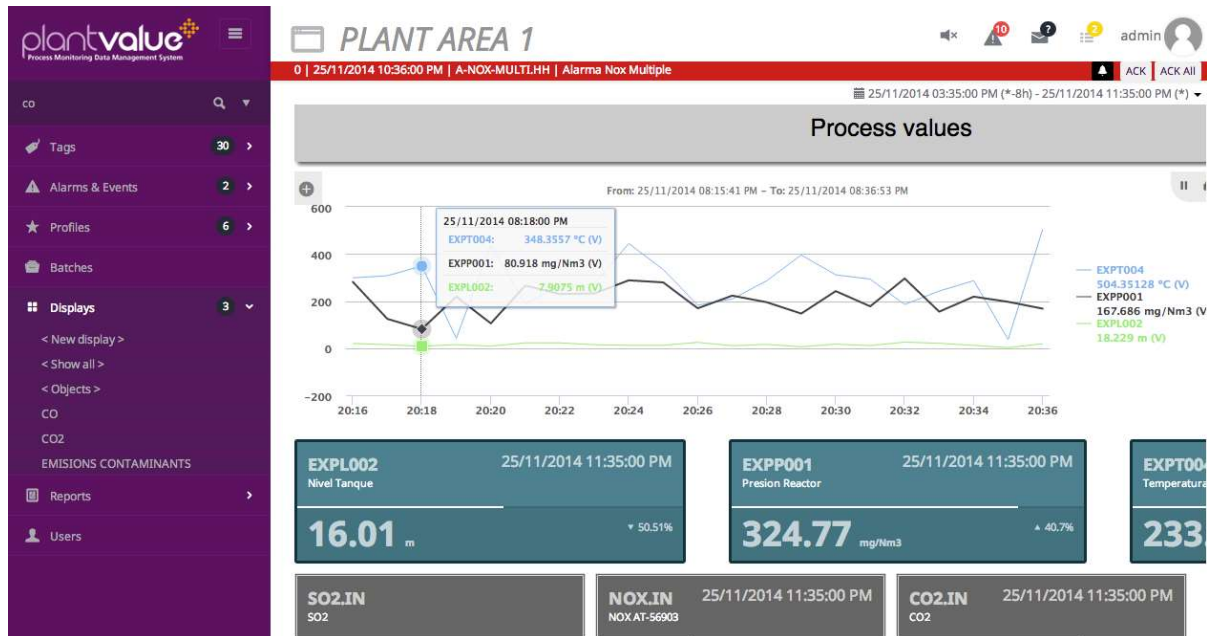 plantvalue
Process Monitoring Data Management System
PLANT AREA 1
10
?
2
admin
0 | 25/11/2014 10:36:00 PM | A-NOX-MULTI.HH | Alarma Nox Multiple
ACK
ACK All
25/11/2014 03:35:00 PM (*-8h) - 25/11/2014 11:35:00 PM (*)
co
Tags 30
Alarms & Events 2
Profiles 6
Batches
Displays 3
< New display >
< Show all >
< Objects >
CO
CO2
EMISIONS CONTAMINANTS
Reports
Users
Process values
From: 25/11/2014 08:15:41 PM - To: 25/11/2014 08:36:53 PM
600
400
200
0
-200
25/11/2014 08:18:00 PM
EXPT004: 348.3557 °C (V)
EXPP001: 80.918 mg/Nm3 (V)
EXPL002: 7.9075 m (V)
20:16 20:18 20:20 20:22 20:24 20:26 20:28 20:30 20:32 20:34 20:36
EXPT004
504.35128 °C (V)
EXPP001
167.686 mg/Nm3 (V
EXPL002
18.229 m (V)
EXPL002 25/11/2014 11:35:00 PM
Nivel Tanque
16.01 m
▼ 50.51%
EXPP001 25/11/2014 11:35:00 PM
Presion Reactor
324.77 mg/Nm3
▲ 40.7%
EXPT00
Temperatura
233.
SO2.IN
SO2
NOX.IN 25/11/2014 11:35:00 PM
NOX AT-56903
CO2.IN 25/11/2014 11:35:00 PM
CO2